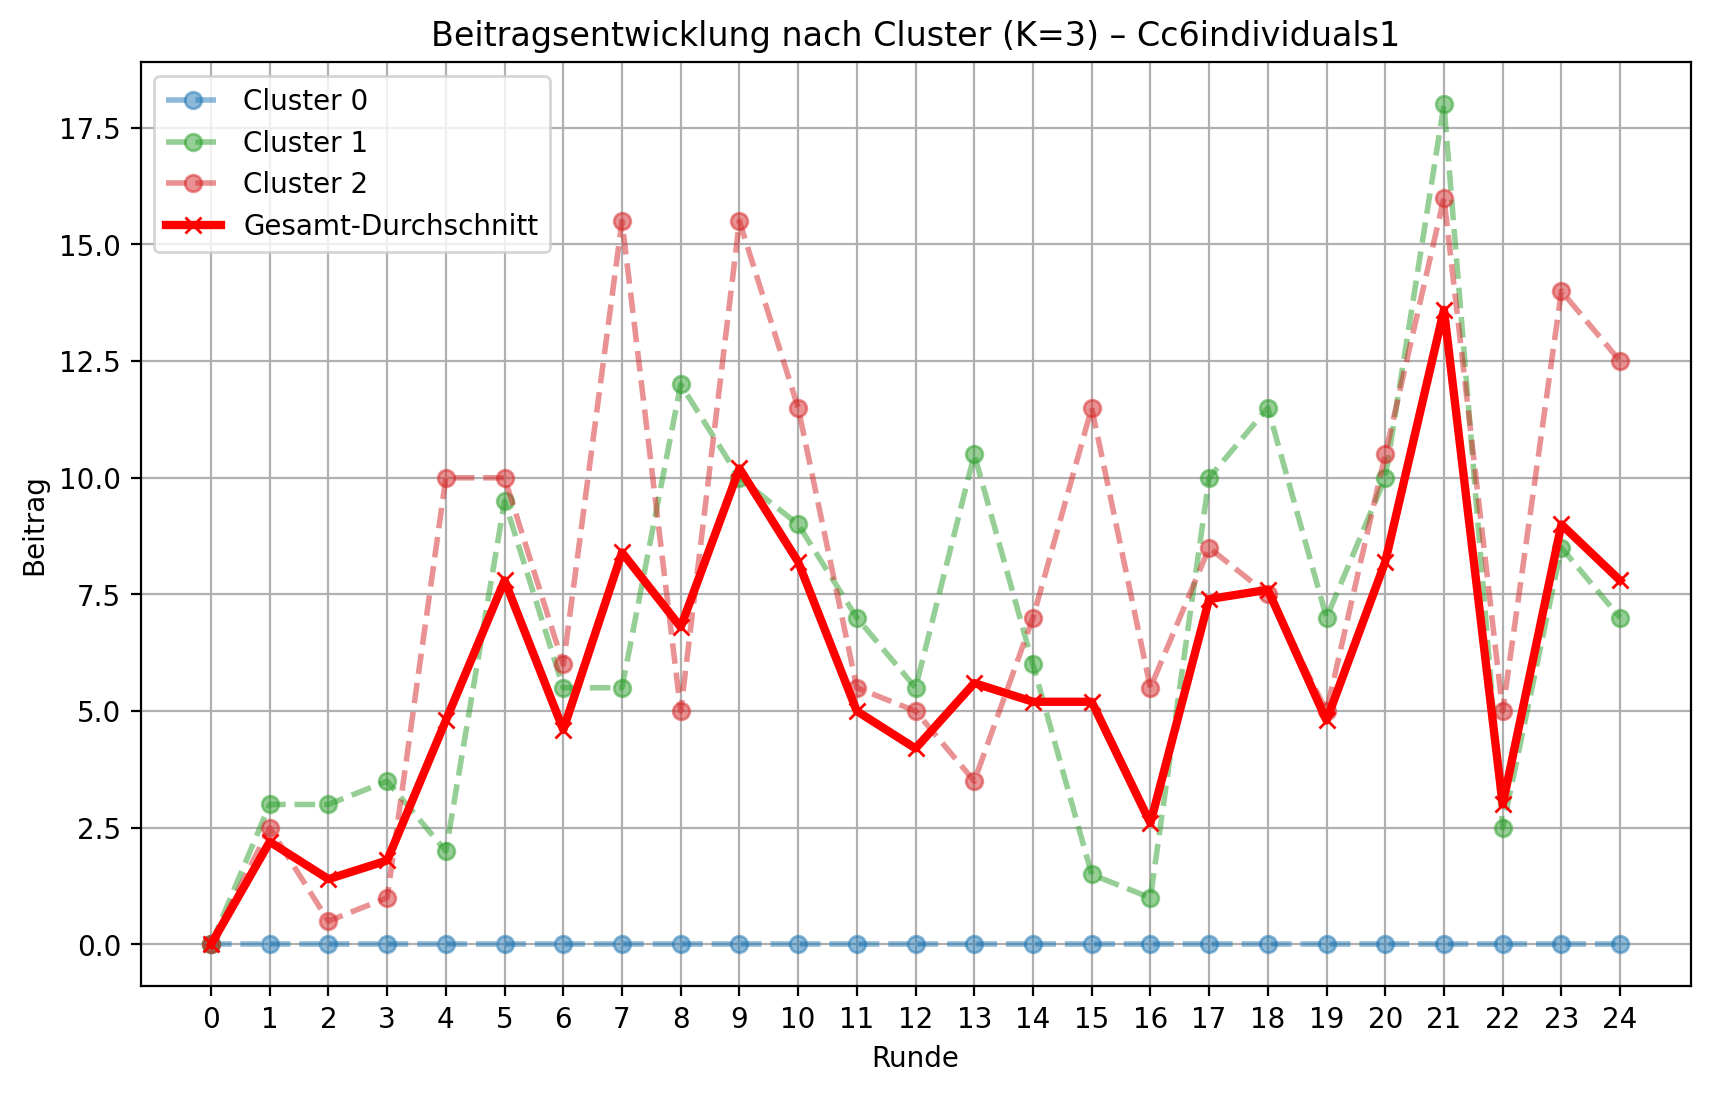 Beitragsentwicklung nach Cluster (K=3) – Cc6individuals1
Cluster 0
Cluster 1
Cluster 2
Gesamt-Durchschnitt
17.5
15.0
12.5
10.0
7.5
5.0
2.5
0.0
Beitrag
0 1 2 3 4 5 6 7 8 9 10 11 12 13 14 15 16 17 18 19 20 21 22 23 24
Runde